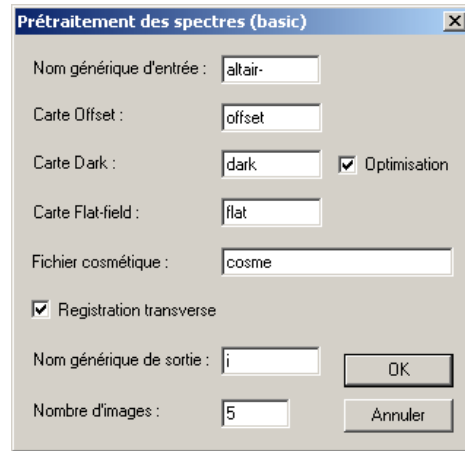 Prétraitement des spectres (basic)
Nom générique d'entrée : altair-
Carte Offset : offset
Carte Dark : dark Optimisation
Carte Flat-field : flat
Fichier cosmétique : cosme
Registration transverse
Nom générique de sortie : i
OK
Nombre d'images : 5 Annuler